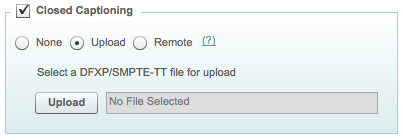 Closed Captioning
None Upload Remote (?)
Select a DFXP/SMPTE-TT file for upload
Upload No File Selected